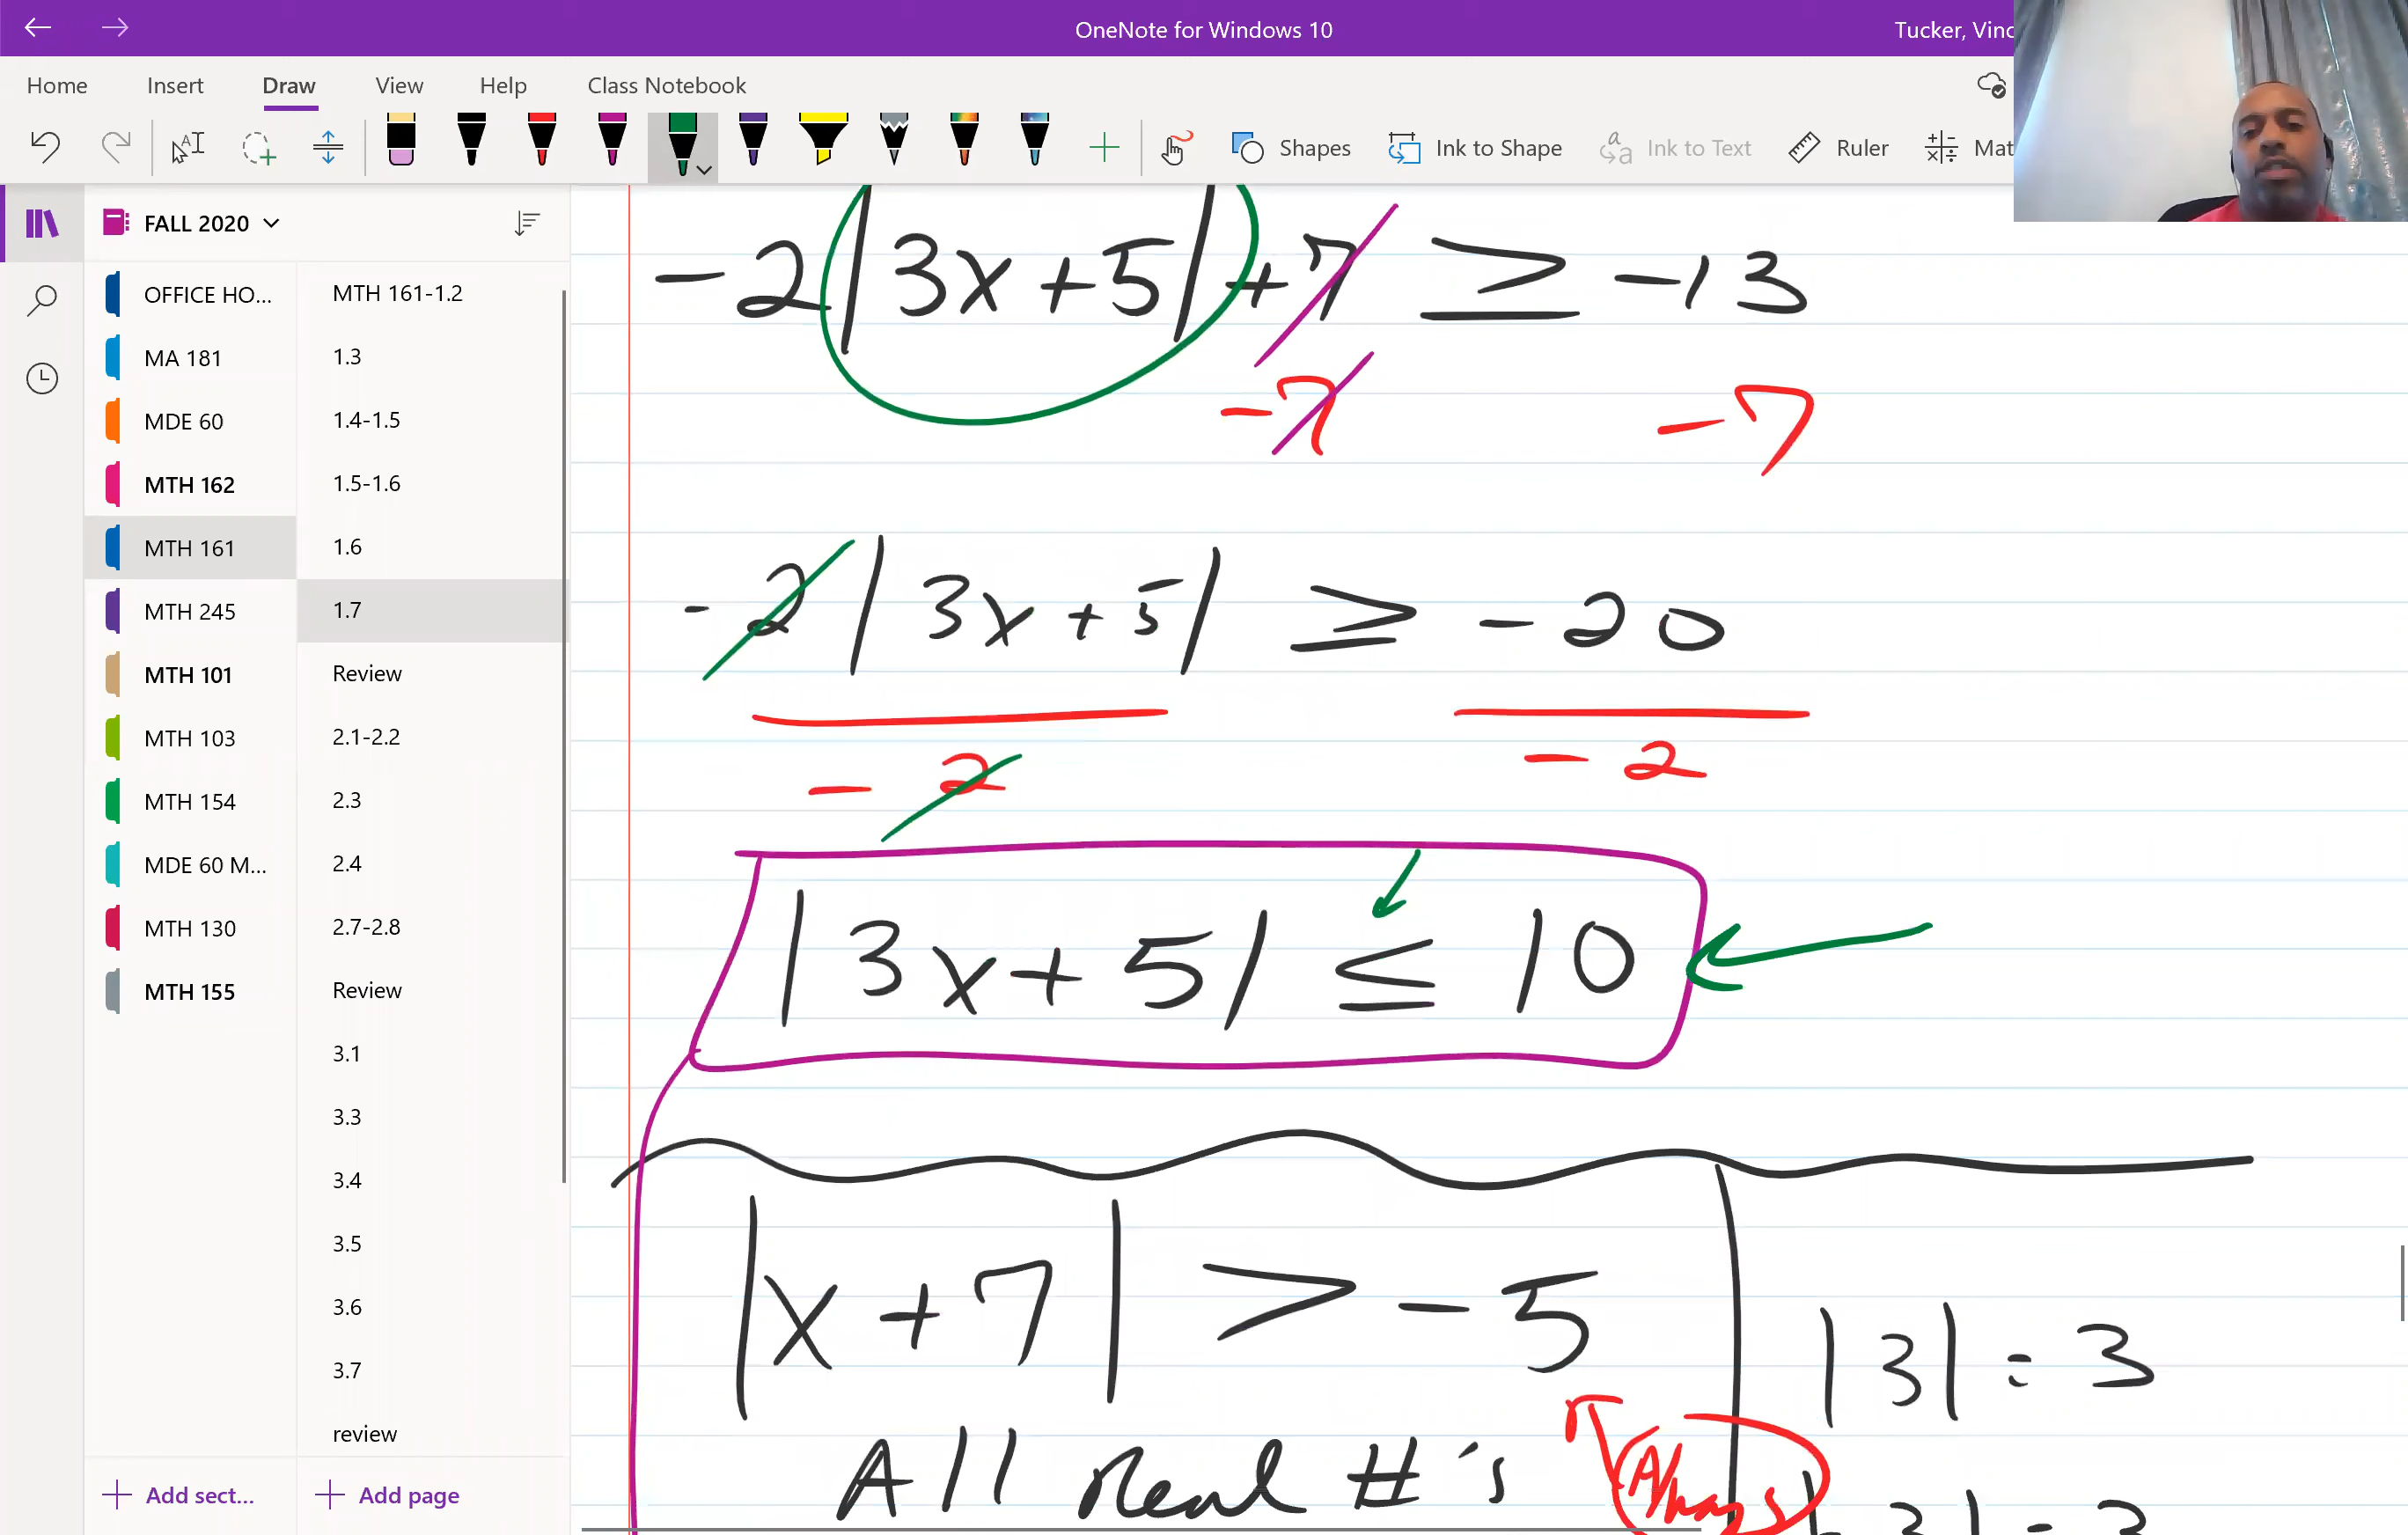 OneNote for Windows 10
Tucker, Vinc
Home Insert Draw View Help Class Notebook
Shapes Ink to Shape Ink to Text Ruler Mat
FALL 2020
OFFICE HO...
MA 181
MDE 60
MTH 162
MTH 161
MTH 245
MTH 101
MTH 103
MTH 154
MDE 60 M...
MTH 130
MTH 155
Add sect...
MTH 161-1.2
1.3
1.4-1.5
1.5-1.6
1.6
1.7
Review
2.1-2.2
2.3
2.4
2.7-2.8
Review
3.1
3.3
3.4
3.5
3.6
3.7
review
Add page
-2|3x+5|+7 ≥ -13
-7 -7
-2|3x+5| ≥ -20
-2 -2
|3x+5| ≤ 10
|x+7| > -5
All Real #'s
Always
|3| = 3
|-3| = 3